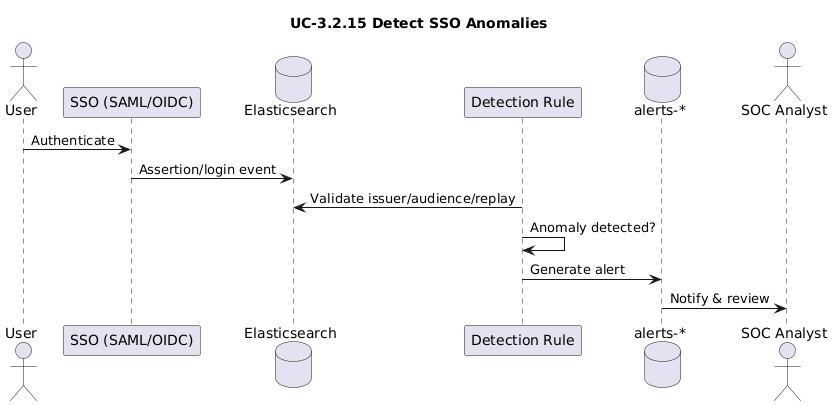 UC-3.2.15 Detect SSO Anomalies
User
SSO (SAML/OIDC)
Elasticsearch
Detection Rule
alerts-*
SOC Analyst
Authenticate
Assertion/login event
Validate issuer/audience/replay
Anomaly detected?
Generate alert
Notify & review
User
SSO (SAML/OIDC)
Elasticsearch
Detection Rule
alerts-*
SOC Analyst